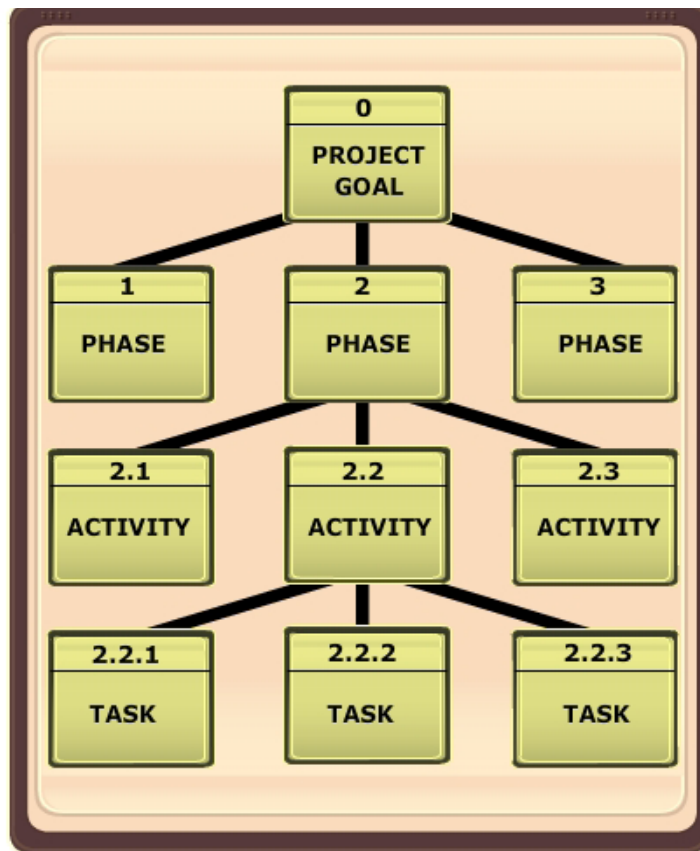 0
PROJECT
GOAL
1
PHASE
2
PHASE
3
PHASE
2.1
ACTIVITY
2.2
ACTIVITY
2.3
ACTIVITY
2.2.1
TASK
2.2.2
TASK
2.2.3
TASK